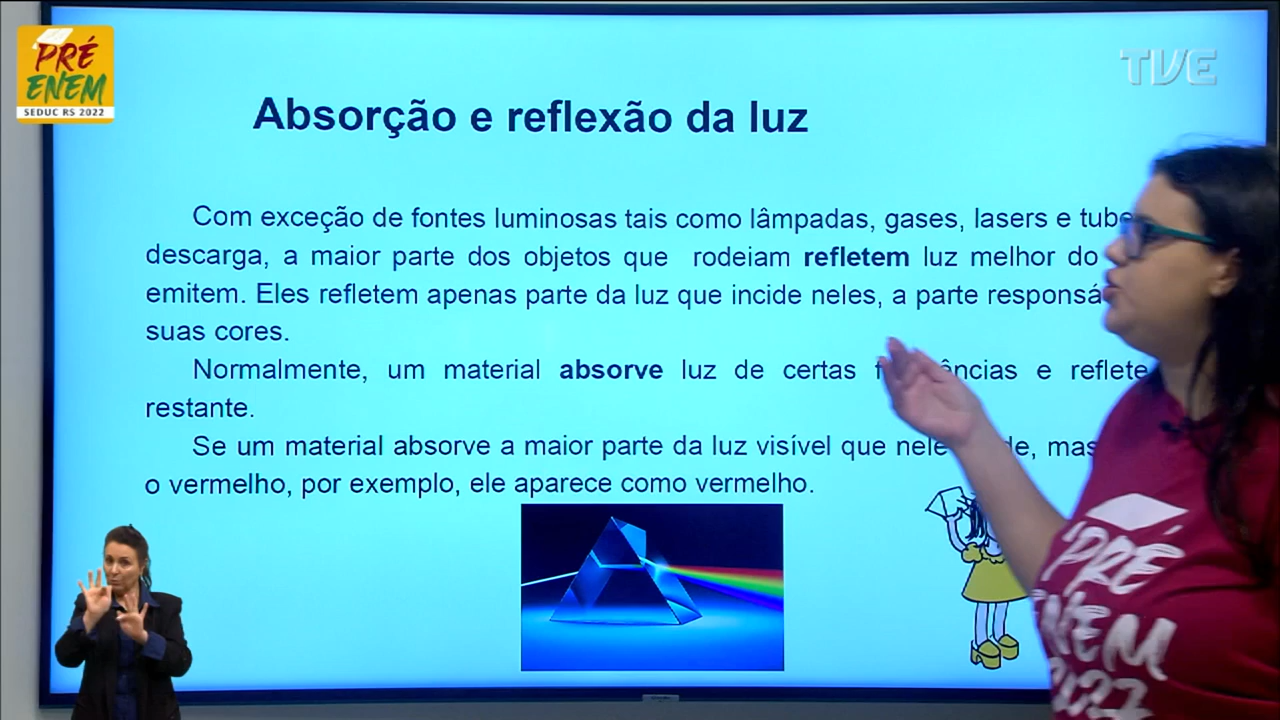 PRÉ
ENEM
SEDUC RS 2022
TVE
Absorção e reflexão da luz
Com exceção de fontes luminosas tais como lâmpadas, gases, lasers e
descarga, a maior parte dos objetos que rodeiam refletem luz melhor do
emitem. Eles refletem apenas parte da luz que incide neles, a parte
suas cores.
Normalmente, um material absorve luz de certas e reflete
restante.
Se um material absorve a maior parte da luz visível que
o vermelho, por exemplo, ele aparece como vermelho.
PRÉ
ENEM